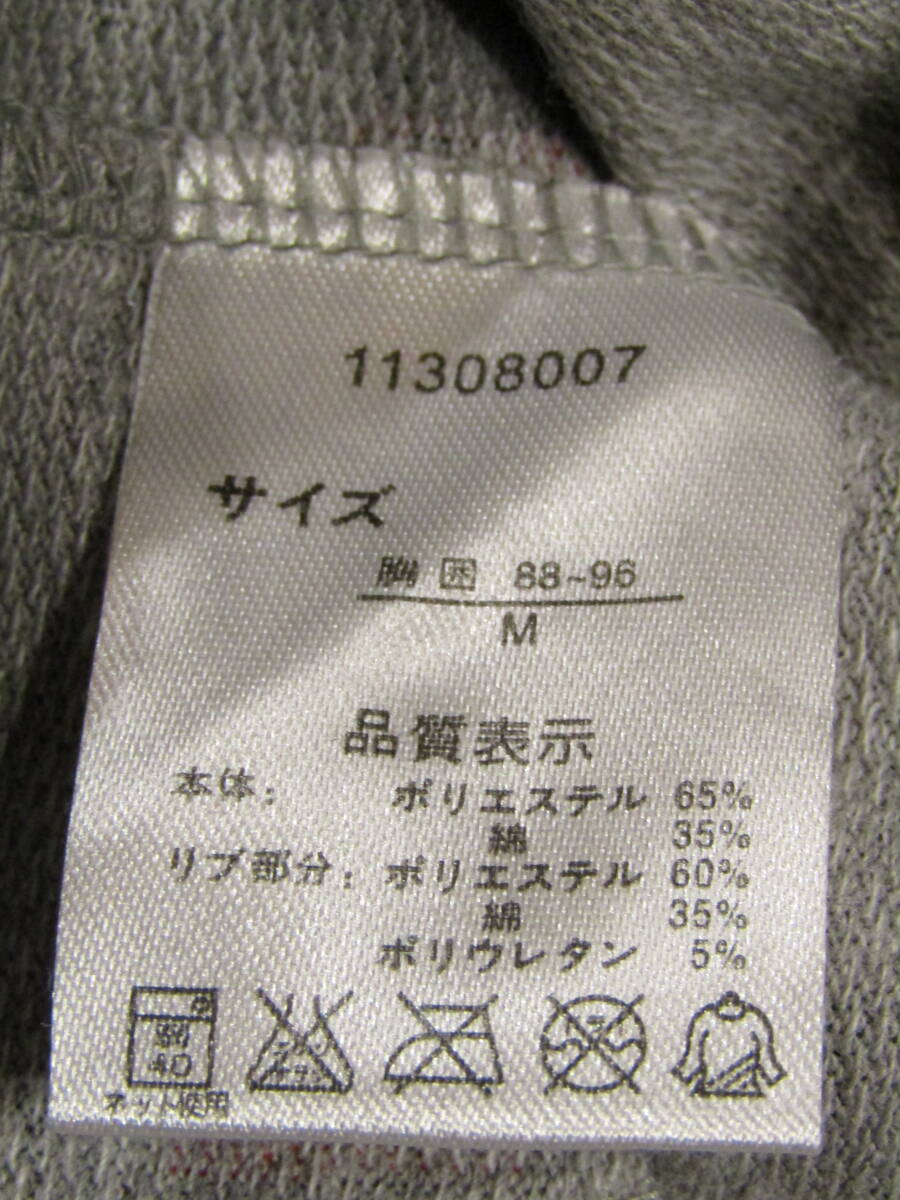 11308007
サイズ
胸囲 88~96
M
品質表示
本体: ポリエステル 65%
綿 35%
リブ部分: ポリエステル 60%
綿 35%
ポリウレタン 5%
弱
40
ネット使用